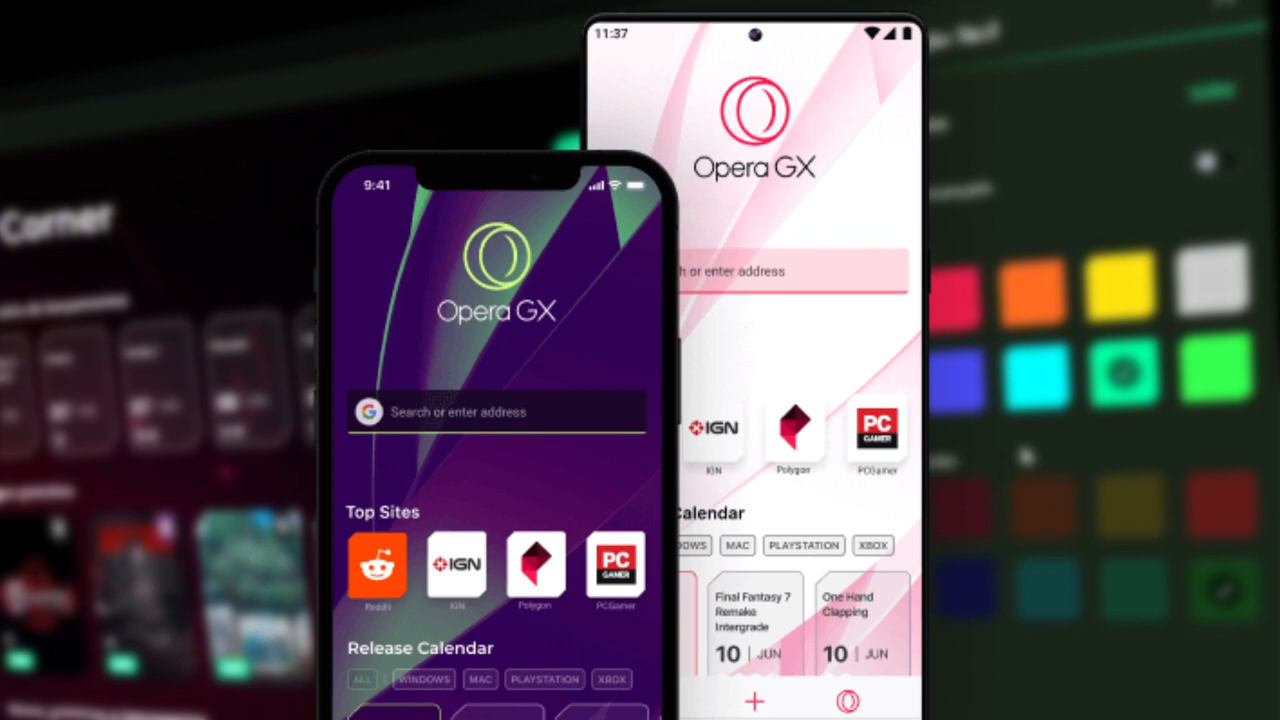 Corner
9:41
Opera GX
Search or enter address
Top Sites
IGN
PC
GAMER
Reddit
IGN
Polygon
PCGamer
Release Calendar
ALL
WINDOWS
MAC
PLAYSTATION
XBOX
11:37
Opera GX
or enter address
IGN
PC
GAMER
IGN
Polygon
PCGamer
Calendar
MAC
PLAYSTATION
XBOX
Final Fantasy 7
Remake
Intergrade
10 | JUN
One Hand
Clapping
10 | JUN